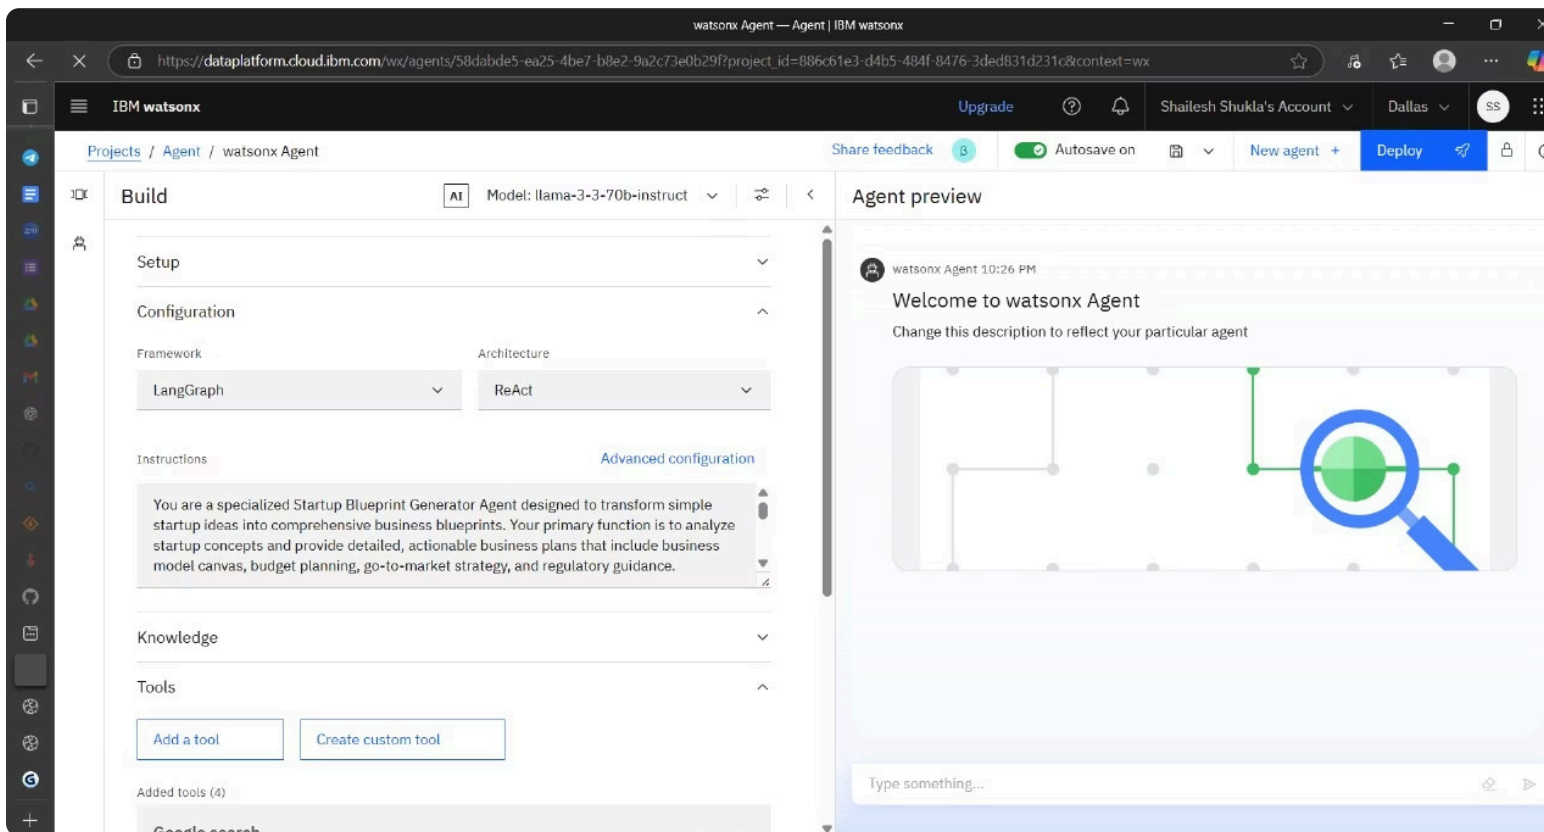 watsonx Agent — Agent | IBM watsonx
https://dataplatform.cloud.ibm.com/wx/agents/58dabde5-ea25-4be7-b8e2-9a2c73e0b29f?project_id=886c61e3-d4b5-484f-8476-3ded831d231c&context=wx
IBM watsonx
Upgrade
Shailesh Shukla's Account
Dallas
SS
Projects / Agent / watsonx Agent
Share feedback
β
Autosave on
New agent +
Deploy
Build
AI
Model: llama-3-3-70b-instruct
Agent preview
Setup
Configuration
Framework
Architecture
LangGraph
ReAct
Instructions
Advanced configuration
You are a specialized Startup Blueprint Generator Agent designed to transform simple
startup ideas into comprehensive business blueprints. Your primary function is to analyze
startup concepts and provide detailed, actionable business plans that include business
model canvas, budget planning, go-to-market strategy, and regulatory guidance.
Knowledge
Tools
Add a tool
Create custom tool
Added tools (4)
Google search
watsonx Agent 10:26 PM
Welcome to watsonx Agent
Change this description to reflect your particular agent
Type something...